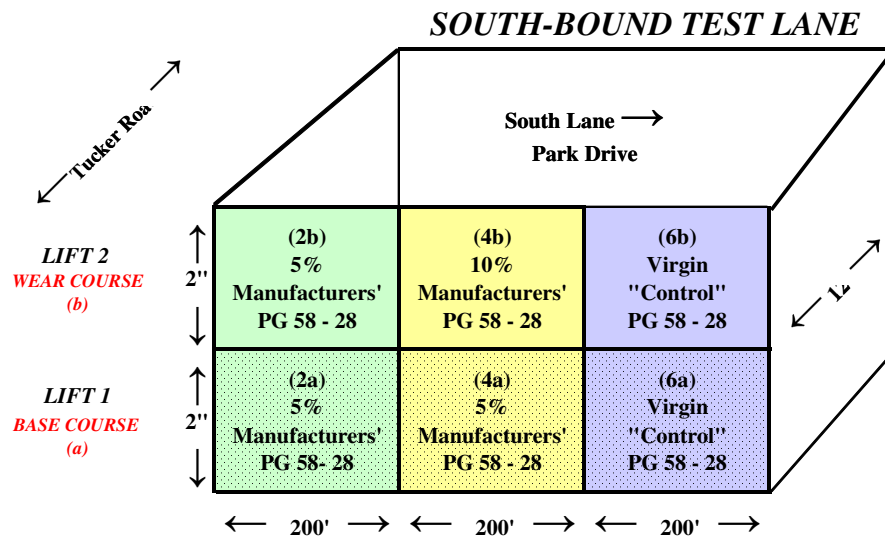 SOUTH-BOUND TEST LANE
Tucker Roa
South Lane →
Park Drive
LIFT 2
WEAR COURSE
(b)
2"
(2b)
5%
Manufacturers'
PG 58 - 28
(4b)
10%
Manufacturers'
PG 58 - 28
(6b)
Virgin
"Control"
PG 58 - 28
12
LIFT 1
BASE COURSE
(a)
2"
(2a)
5%
Manufacturers'
PG 58- 28
(4a)
5%
Manufacturers'
PG 58 - 28
(6a)
Virgin
"Control"
PG 58 - 28
200' 200' 200'